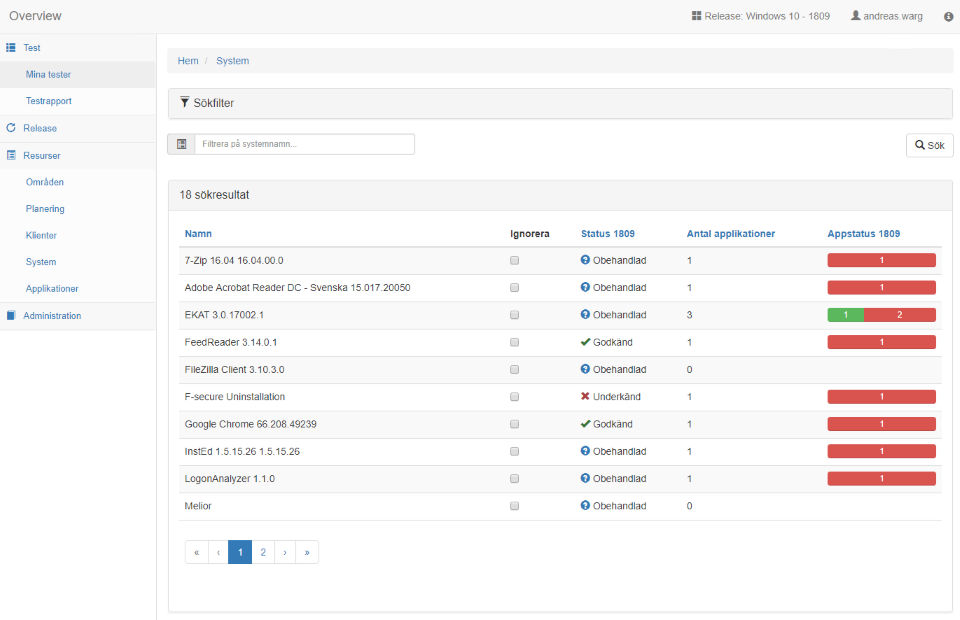 Overview
Release: Windows 10 - 1809
andreas.warg
Test
Mina tester
Testrapport
Release
Resurser
Områden
Planering
Klienter
System
Applikationer
Administration
Hem / System
Sökfilter
Filtrera på systemnamn...
Sök
18 sökresultat
Namn Ignorera Status 1809 Antal applikationer Appstatus 1809
7-Zip 16.04 16.04.00.0 Obehandlad 1 1
Adobe Acrobat Reader DC - Svenska 15.017.20050 Obehandlad 1 1
EKAT 3.0.17002.1 Obehandlad 3 1 2
FeedReader 3.14.0.1 Godkänd 1 1
FileZilla Client 3.10.3.0 Obehandlad 0
F-secure Uninstallation Underkänd 1 1
Google Chrome 66.208.49239 Godkänd 1 1
InstEd 1.5.15.26 1.5.15.26 Obehandlad 1 1
LogonAnalyzer 1.1.0 Obehandlad 1 1
Melior Obehandlad 0
« ‹ 1 2 › »